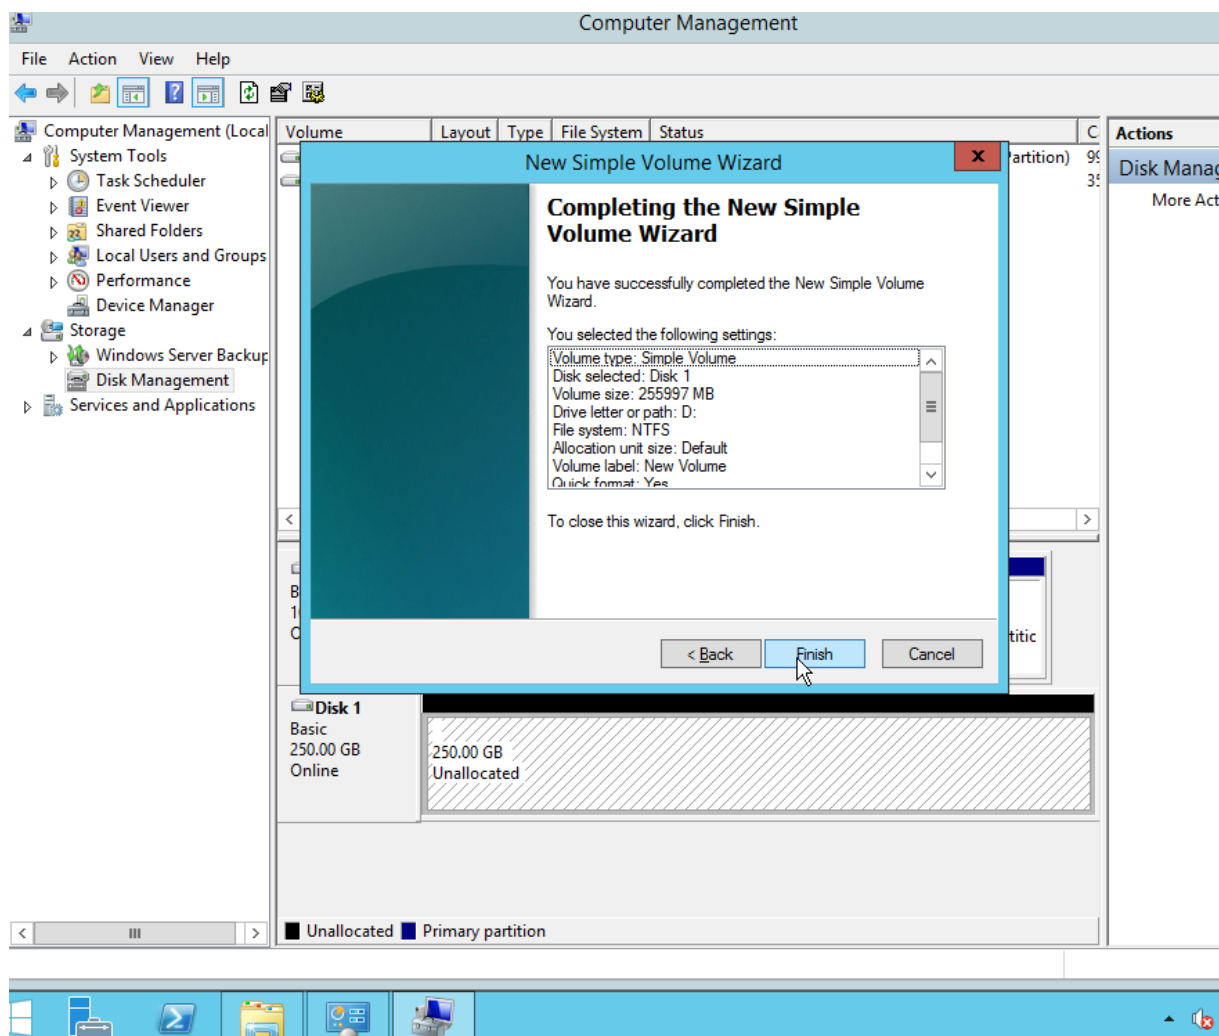 Computer Management
File Action View Help
Computer Management (Local
System Tools
Task Scheduler
Event Viewer
Shared Folders
Local Users and Groups
Performance
Device Manager
Storage
Windows Server Backup
Disk Management
Services and Applications
Volume Layout Type File System Status
Partition)
New Simple Volume Wizard
x
Completing the New Simple
Volume Wizard
You have successfully completed the New Simple Volume
Wizard.
You selected the following settings:
Volume type: Simple Volume
Disk selected: Disk 1
Volume size: 255997 MB
Drive letter or path: D:
File system: NTFS
Allocation unit size: Default
Volume label: New Volume
Quick format: Yes
To close this wizard, click Finish.
< Back Finish Cancel
titic
Disk 1
Basic
250.00 GB
Online
250.00 GB
Unallocated
Unallocated Primary partition
Actions
Disk Manag
More Act